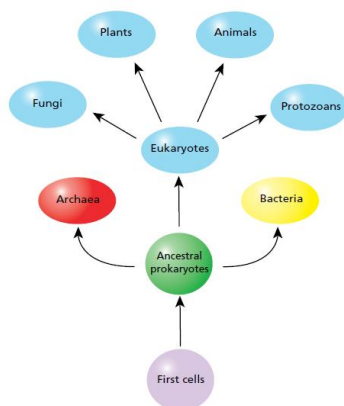 Plants
Animals
Fungi
Protozoans
Eukaryotes
Archaea
Bacteria
Ancestral
prokaryotes
First cells